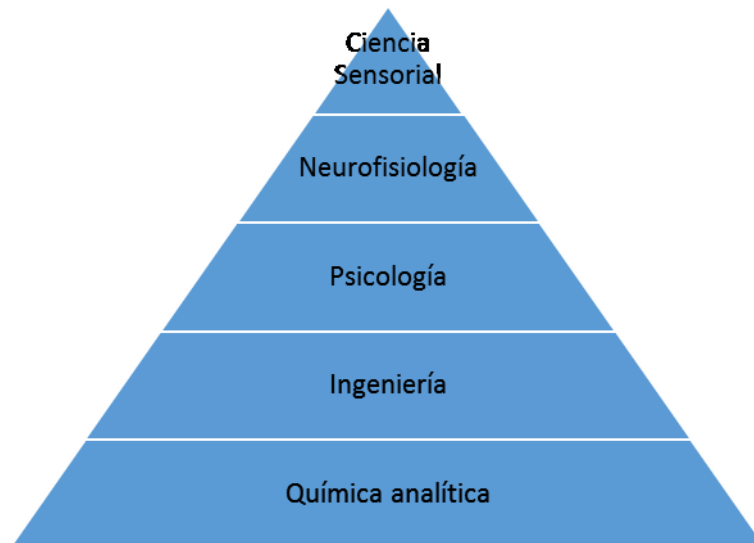 Ciencia
Sensorial
Neurofisiología
Psicología
Ingeniería
Química analítica